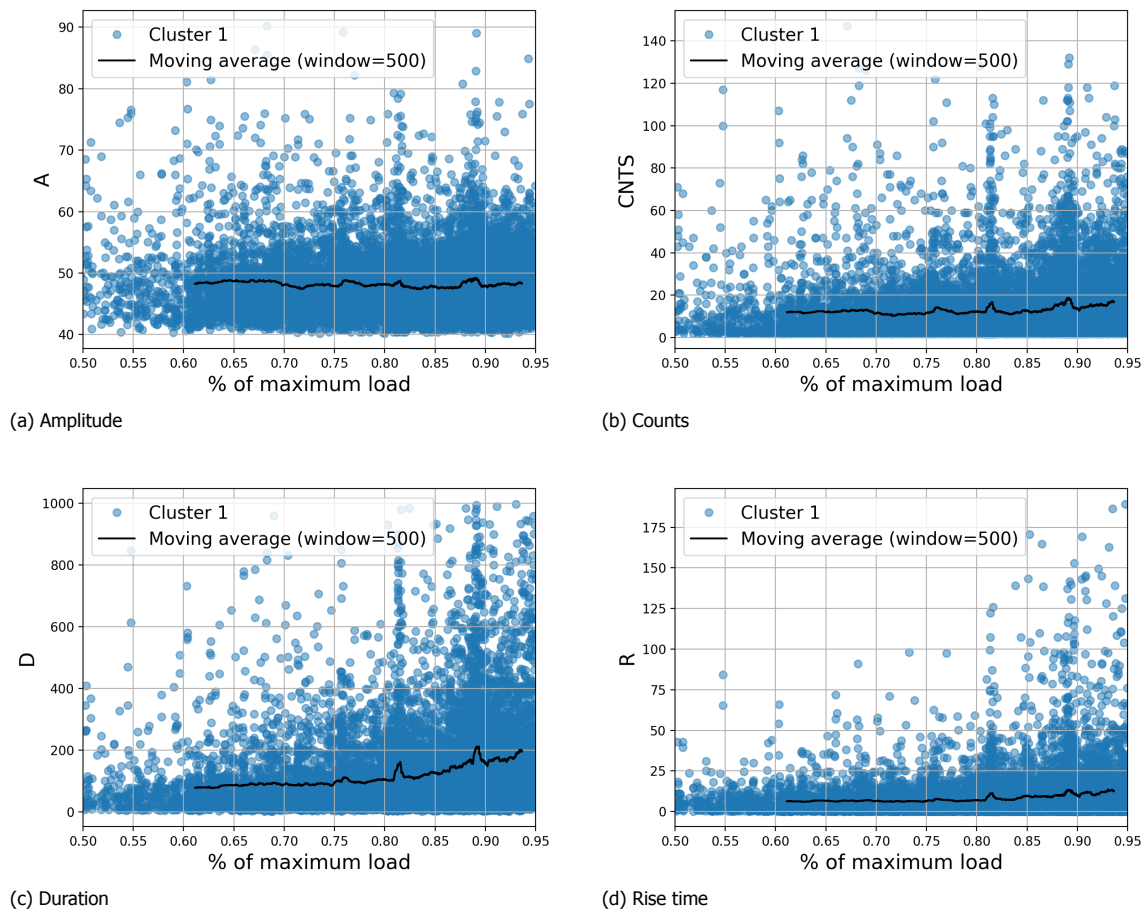 Cluster 1
Moving average (window=500)
90
80
70
60
50
40
A
0.50 0.55 0.60 0.65 0.70 0.75 0.80 0.85 0.90 0.95
% of maximum load
(a) Amplitude
Cluster 1
Moving average (window=500)
140
120
100
80
60
40
20
0
CNTS
0.50 0.55 0.60 0.65 0.70 0.75 0.80 0.85 0.90 0.95
% of maximum load
(b) Counts
Cluster 1
Moving average (window=500)
1000
800
600
400
200
0
D
0.50 0.55 0.60 0.65 0.70 0.75 0.80 0.85 0.90 0.95
% of maximum load
(c) Duration
Cluster 1
Moving average (window=500)
175
150
125
100
75
50
25
0
R
0.50 0.55 0.60 0.65 0.70 0.75 0.80 0.85 0.90 0.95
% of maximum load
(d) Rise time